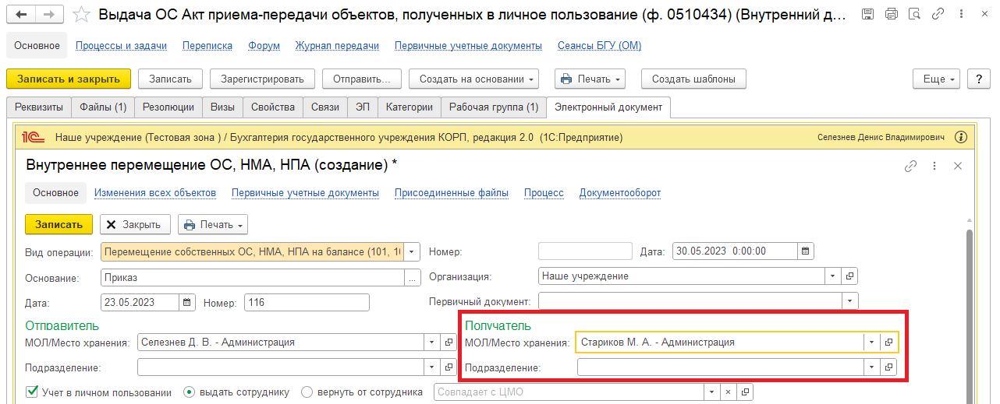 Выдача ОС Акт приема-передачи объектов, полученных в личное пользование (ф. 0510434) (Внутренний д...
Основное Процессы и задачи Переписка Форум Журнал передачи Первичные учетные документы Сеансы БГУ (ОМ)
Записать и закрыть Записать Зарегистрировать Отправить... Создать на основании Печать Создать шаблоны Еще ?
Реквизиты Файлы (1) Резолюции Визы Свойства Связи ЭП Категории Рабочая группа (1) Электронный документ
1С Наше учреждение (Тестовая зона ) / Бухгалтерия государственного учреждения КОРП, редакция 2.0 (1С:Предприятие) Селезнев Денис Владимирович
Внутреннее перемещение ОС, НМА, НПА (создание) *
Основное Изменения всех объектов Первичные учетные документы Присоединенные файлы Процесс Документооборот
Записать Закрыть Печать
Вид операции: Перемещение собственных ОС, НМА, НПА на балансе (101, 10 Номер: Дата: 30.05.2023 0:00:00
Основание: Приказ ... Организация: Наше учреждение
Дата: 23.05.2023 Номер: 116 Первичный документ:
Отправитель Получатель
МОЛ/Место хранения: Селезнев Д. В. - Администрация МОЛ/Место хранения: Стариков М. А. - Администрация
Подразделение: Подразделение:
Учет в личном пользовании выдать сотруднику вернуть от сотрудника Совпадает с ЦМО